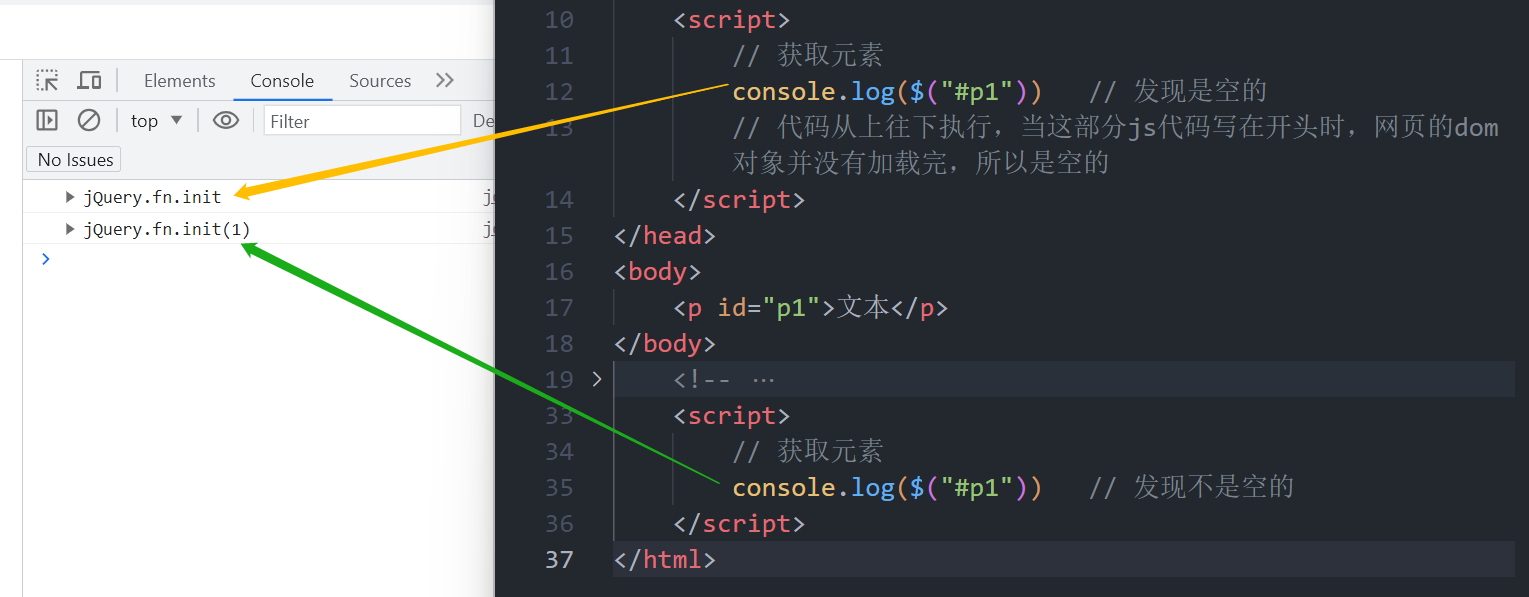 Elements Console Sources
top Filter De
No Issues
jQuery.fn.init
jQuery.fn.init(1)
10 <script>
11 // 获取元素
12 console.log($("#p1")) // 发现是空的
13 // 代码从上往下执行，当这部分js代码写在开头时，网页的dom
对象并没有加载完，所以是空的
14 </script>
15 </head>
16 <body>
17 <p id="p1">文本</p>
18 </body>
19 <!-- …
33 <script>
34 // 获取元素
35 console.log($("#p1")) // 发现不是空的
36 </script>
37 </html>